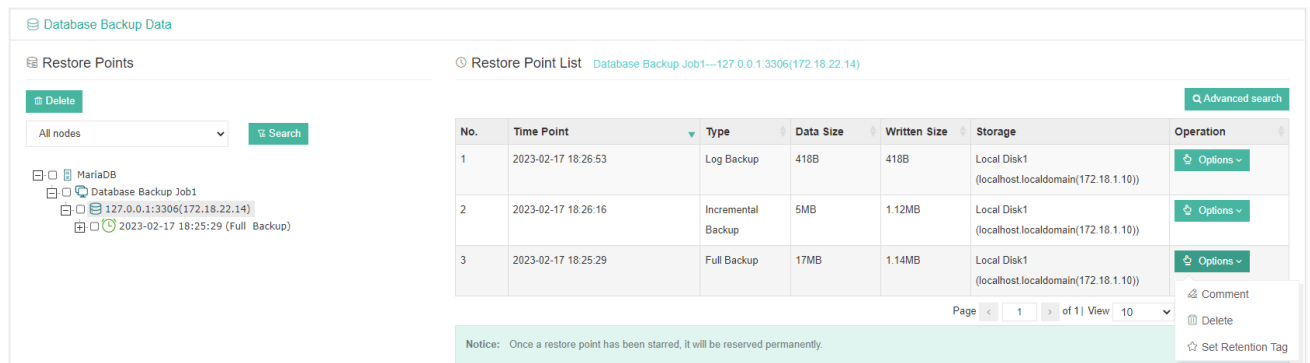 Database Backup Data
Restore Points
Delete
All nodes
Search
MariaDB
Database Backup Job1
127.0.0.1:3306(172.18.22.14)
2023-02-17 18:25:29 (Full Backup)
Restore Point List Database Backup Job1---127.0.0.1:3306(172.18.22.14)
Advanced search
No. Time Point Type Data Size Written Size Storage Operation
1 2023-02-17 18:26:53 Log Backup 418B 418B Local Disk1 Options
(localhost.localdomain(172.18.1.10))
2 2023-02-17 18:26:16 Incremental 5MB 1.12MB Local Disk1 Options
Backup (localhost.localdomain(172.18.1.10))
3 2023-02-17 18:25:29 Full Backup 17MB 1.14MB Local Disk1 Options
(localhost.localdomain(172.18.1.10))
Comment
Page < 1 > of 1| View 10
Delete
Notice: Once a restore point has been starred, it will be reserved permanently.
Set Retention Tag